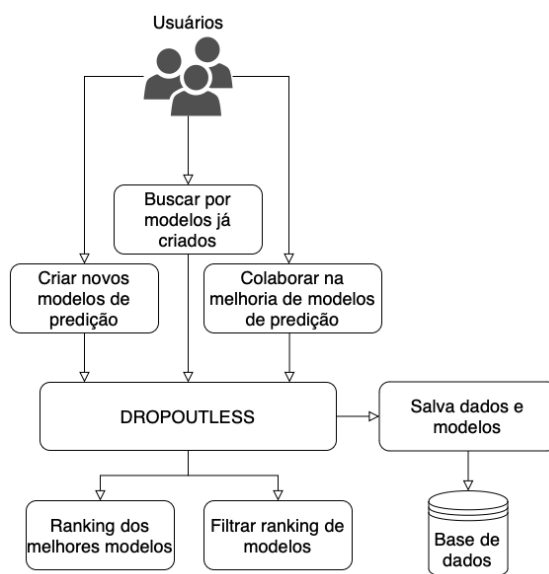 Usuários
Buscar por
modelos já
criados
Criar novos
modelos de
predição
Colaborar na
melhoria de modelos
de predição
DROPOUTLESS
Salva dados e
modelos
Ranking dos
melhores modelos
Filtrar ranking de
modelos
Base de
dados